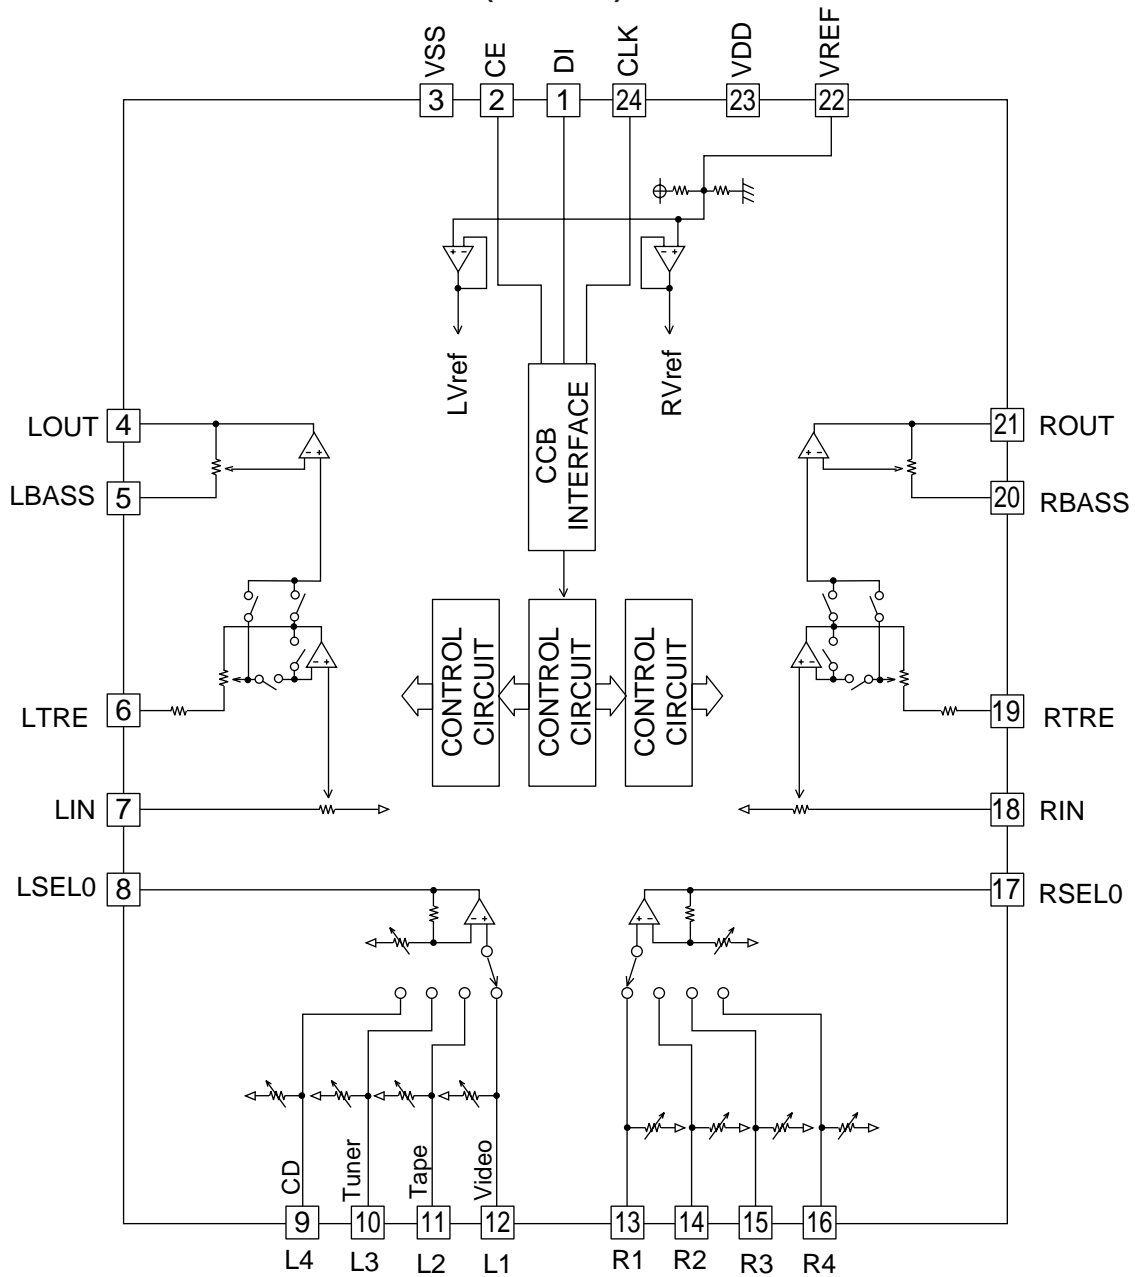 VSS
CE
DI
CLK
VDD
VREF
3
2
1
24
23
22
+ -
+ -
LVref
RVref
CCB
INTERFACE
LOUT
4
- +
- +
21
ROUT
LBASS
5
20
RBASS
CONTROL
CIRCUIT
CONTROL
CIRCUIT
CONTROL
CIRCUIT
- +
+ -
LTRE
6
19
RTRE
LIN
7
18
RIN
LSEL0
8
17
RSEL0
- +
+ -
CD
Tuner
Tape
Video
9
10
11
12
13
14
15
16
L4
L3
L2
L1
R1
R2
R3
R4